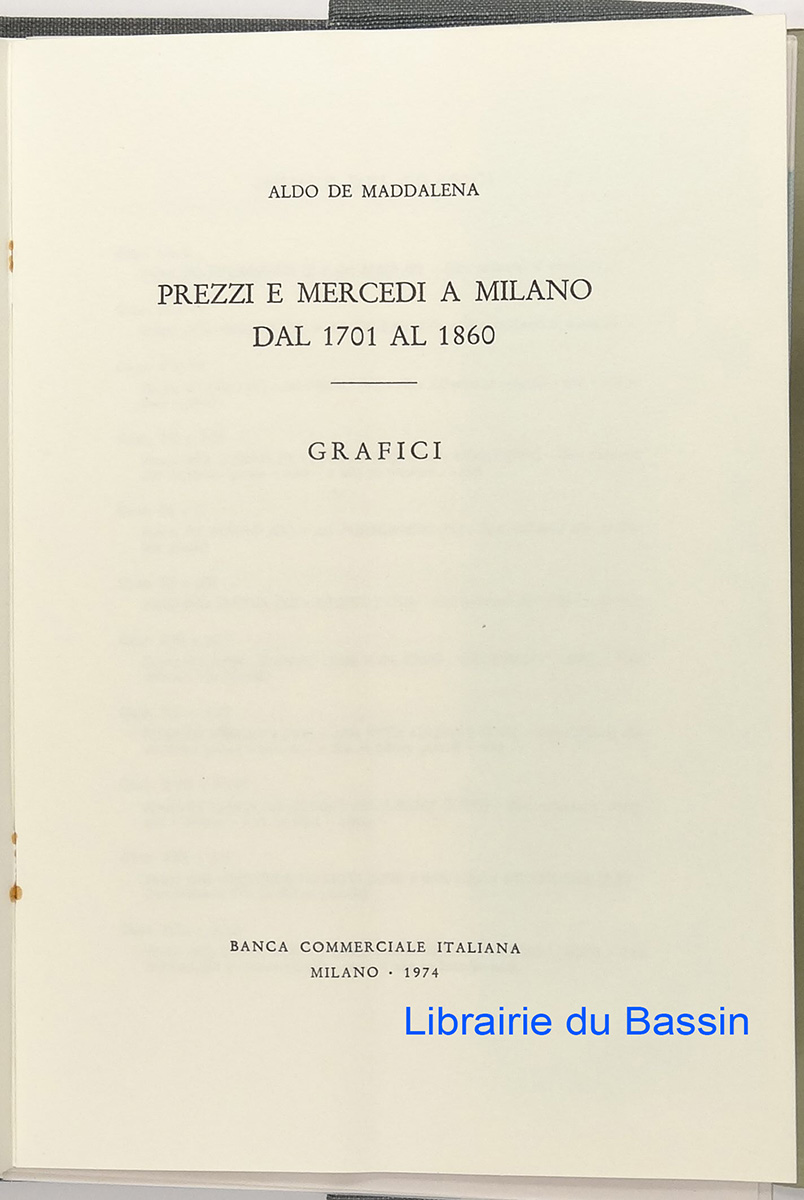 ALDO DE MADDALENA
PREZZI E MERCEDI A MILANO
DAL 1701 AL 1860
GRAFICI
BANCA COMMERCIALE ITALIANA
MILANO · 1974
Librairie du Bassin